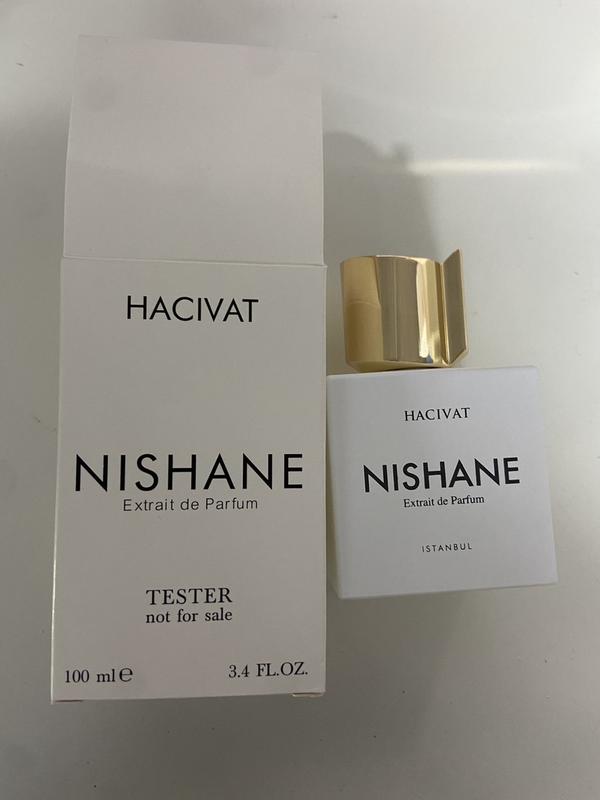 HACIVAT
NISHANE
Extrait de Parfum
TESTER
not for sale
100 ml℮
3.4 FL.OZ.
HACIVAT
NISHANE
Extrait de Parfum
ISTANBUL